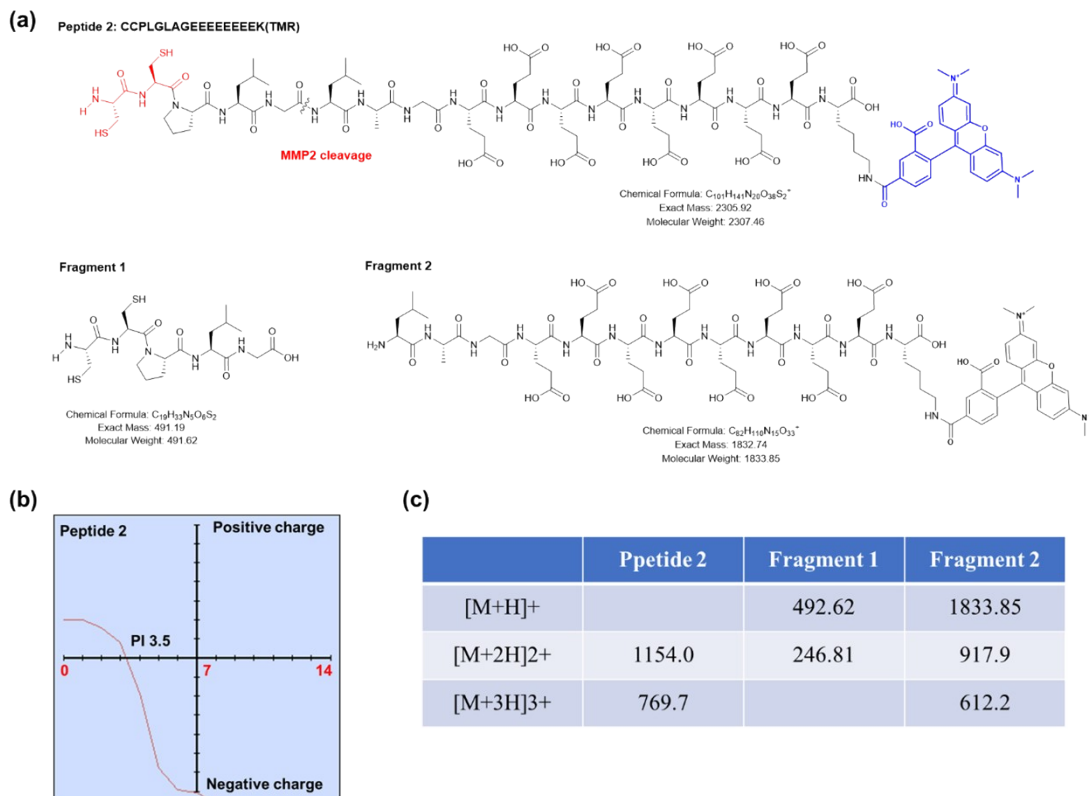 (a)
Peptide 2: CCPLGLAGEEEEEEEEK(TMR)
MMP2 cleavage
Chemical Formula: C₁₀₁H₁₄₁N₂₀O₃₈S₂⁺
Exact Mass: 2305.92
Molecular Weight: 2307.46
Fragment 1
Chemical Formula: C₁₉H₃₃N₅O₆S₂
Exact Mass: 491.19
Molecular Weight: 491.62
Fragment 2
Chemical Formula: C₈₂H₁₁₀N₁₅O₃₃⁺
Exact Mass: 1832.74
Molecular Weight: 1833.85
(b)
Peptide 2
Positive charge
PI 3.5
0
7
14
Negative charge
(c)
Ppetide 2 Fragment 1 Fragment 2
[M+H]+ 492.62 1833.85
[M+2H]2+ 1154.0 246.81 917.9
[M+3H]3+ 769.7 612.2